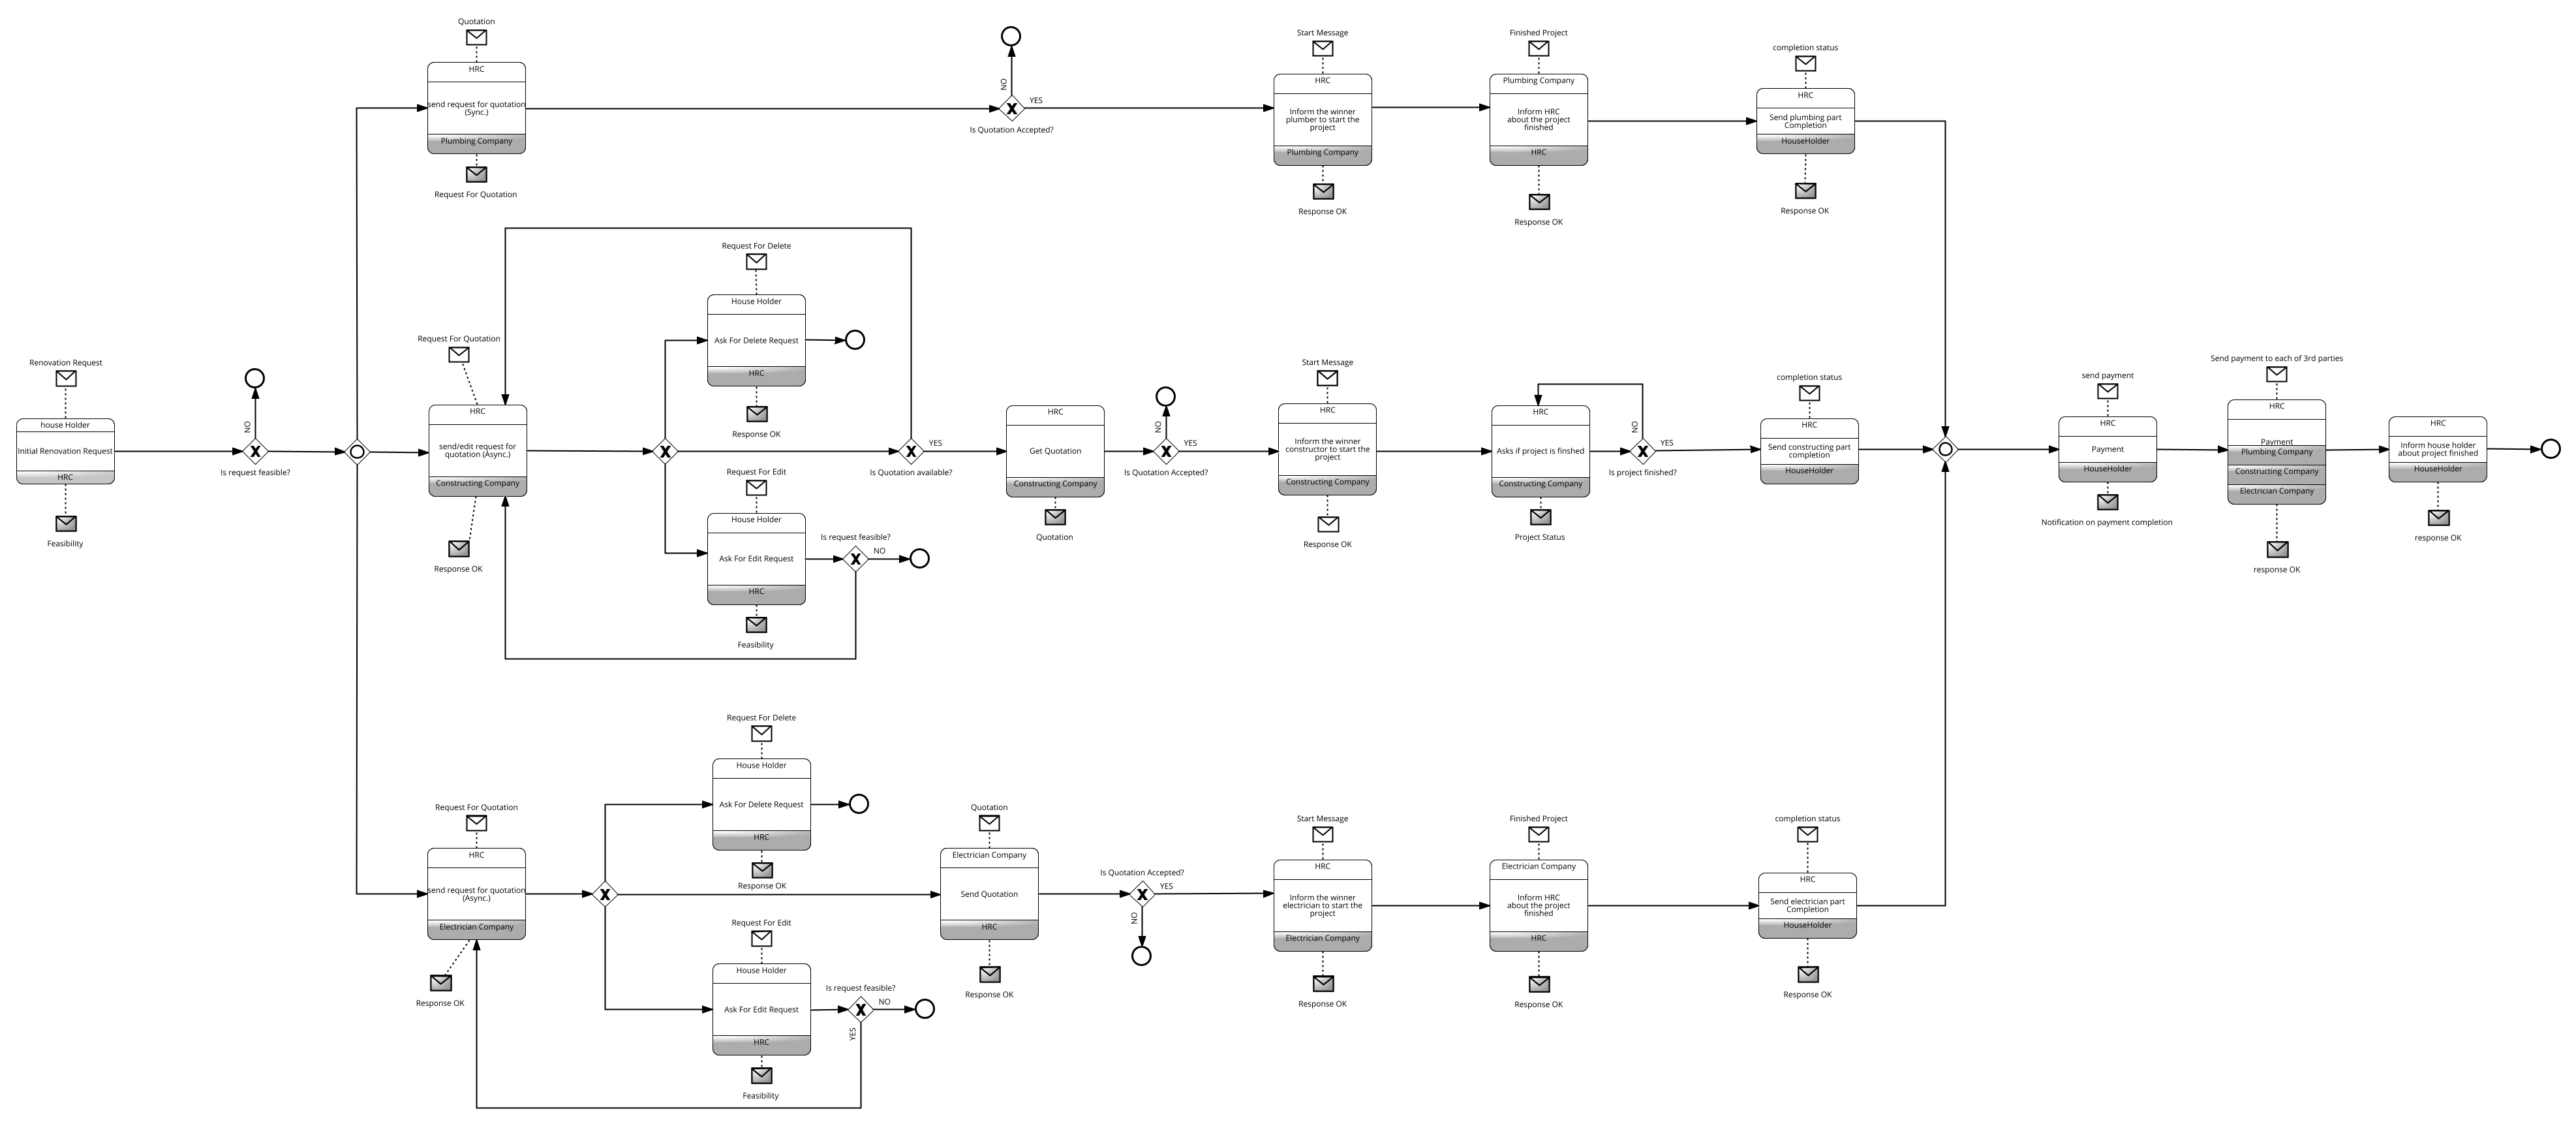 Quotation
HRC
send request for quotation
(Sync.)
Plumbing Company
Request For Quotation
NO
YES
Is Quotation Accepted?
Start Message
HRC
Inform the winner
plumber to start the
project
Plumbing Company
Response OK
Finished Project
Plumbing Company
Inform HRC
about the project
finished
HRC
Response OK
completion status
HRC
Send plumbing part
Completion
HouseHolder
Response OK
Renovation Request
house Holder
Initial Renovation Request
HRC
Feasibility
NO
Is request feasible?
Request For Quotation
HRC
send/edit request for
quotation (Async.)
Constructing Company
Response OK
Request For Delete
House Holder
Ask For Delete Request
HRC
Response OK
Request For Edit
House Holder
Ask For Edit Request
HRC
Feasibility
Is request feasible?
NO
YES
Is Quotation available?
HRC
Get Quotation
Constructing Company
Quotation
NO
YES
Is Quotation Accepted?
Start Message
HRC
Inform the winner
constructor to start the
project
Constructing Company
Response OK
HRC
Asks if project is finshed
Constructing Company
Project Status
NO
YES
Is project finished?
completion status
HRC
Send constructing part
completion
HouseHolder
send payment
HRC
Payment
HouseHolder
Notification on payment completion
Send payment to each of 3rd parties
HRC
Payment
Plumbing Company
Constructing Company
Electrician Company
response OK
HRC
Inform house holder
about project finished
HouseHolder
response OK
Request For Quotation
HRC
send request for quotation
(Async.)
Electrician Company
Response OK
Request For Delete
House Holder
Ask For Delete Request
HRC
Response OK
Request For Edit
House Holder
Ask For Edit Request
HRC
Feasibility
Is request feasible?
NO
YES
Quotation
Electrician Company
Send Quotation
HRC
Response OK
Is Quotation Accepted?
YES
NO
Start Message
HRC
Inform the winner
electrician to start the
project
Electrician Company
Response OK
Finished Project
Electrician Company
Inform HRC
about the project
finished
HRC
Response OK
completion status
HRC
Send electrician part
Completion
HouseHolder
Response OK